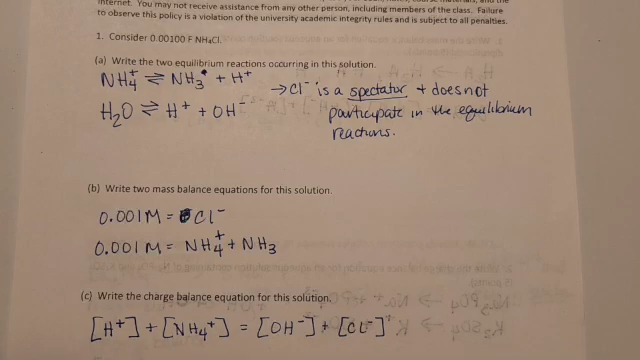 Internet. You may not receive assistance from any other person, including members of the class. Failure
to observe this policy is a violation of the university academic integrity rules and is subject to all penalties.
1. Consider 0.00100 F NH₄Cl.
(a) Write the two equilibrium reactions occurring in this solution.
NH₄⁺ ⇌ NH₃ + H⁺
→ Cl⁻ is a spectator + does not
H₂O ⇌ H⁺ + OH⁻
participate in the equilibrium
reactions.
(b) Write two mass balance equations for this solution.
0.001M = Cl⁻
0.001M = NH₄⁺ + NH₃
(c) Write the charge balance equation for this solution.
[H⁺] + [NH₄⁺] = [OH⁻] + [Cl⁻]